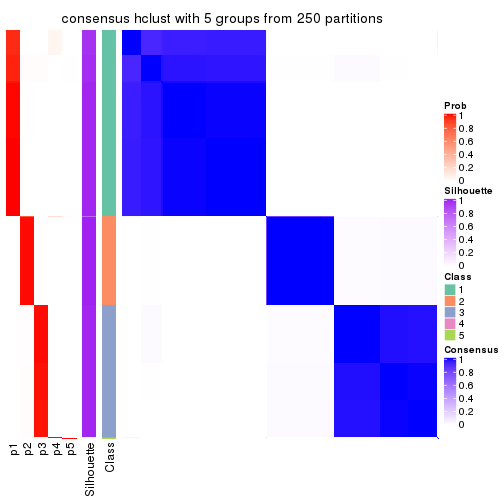 consensus hclust with 5 groups from 250 partitions
Prob
1
0.8
0.6
0.4
0.2
0
Silhouette
1
0.8
0.6
0.4
0.2
0
Class
1
2
3
4
5
Consensus
1
0.8
0.6
0.4
0.2
0
p1
p2
p3
p4
p5
Silhouette
Class